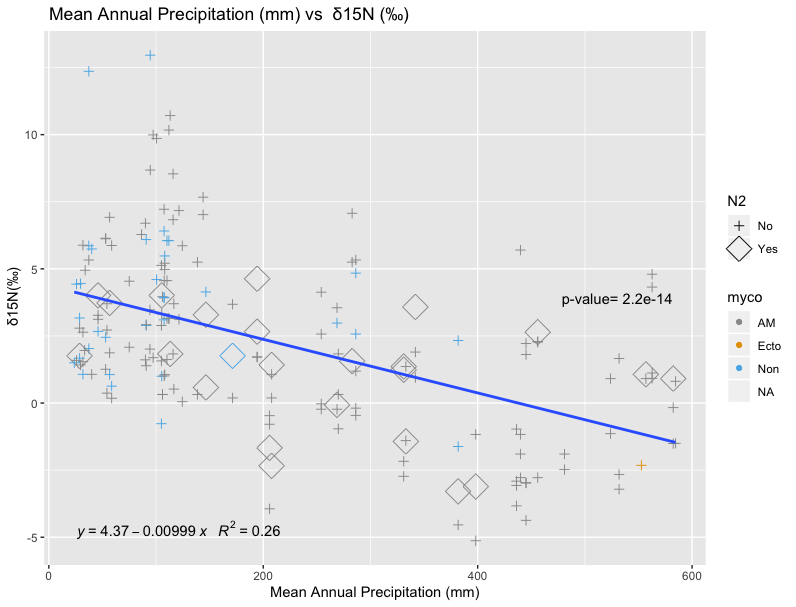 Mean Annual Precipitation (mm) vs  δ15N (‰)
10
5
0
-5
δ15N(‰)
p-value= 2.2e-14
y = 4.37 − 0.00999 x   R² = 0.26
0
200
400
600
Mean Annual Precipitation (mm)
N2
No
Yes
myco
AM
Ecto
Non
NA